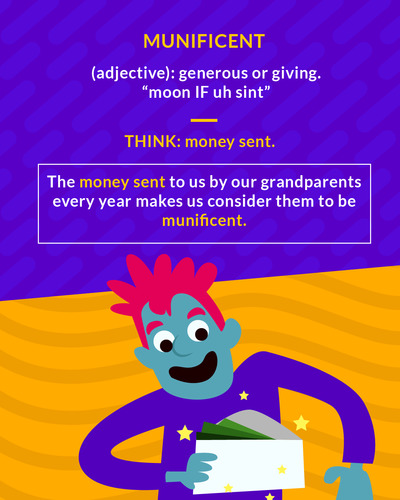 MUNIFICENT
(adjective): generous or giving.
“moon IF uh sint”
THINK: money sent.
The money sent to us by our grandparents
every year makes us consider them to be
munificent.